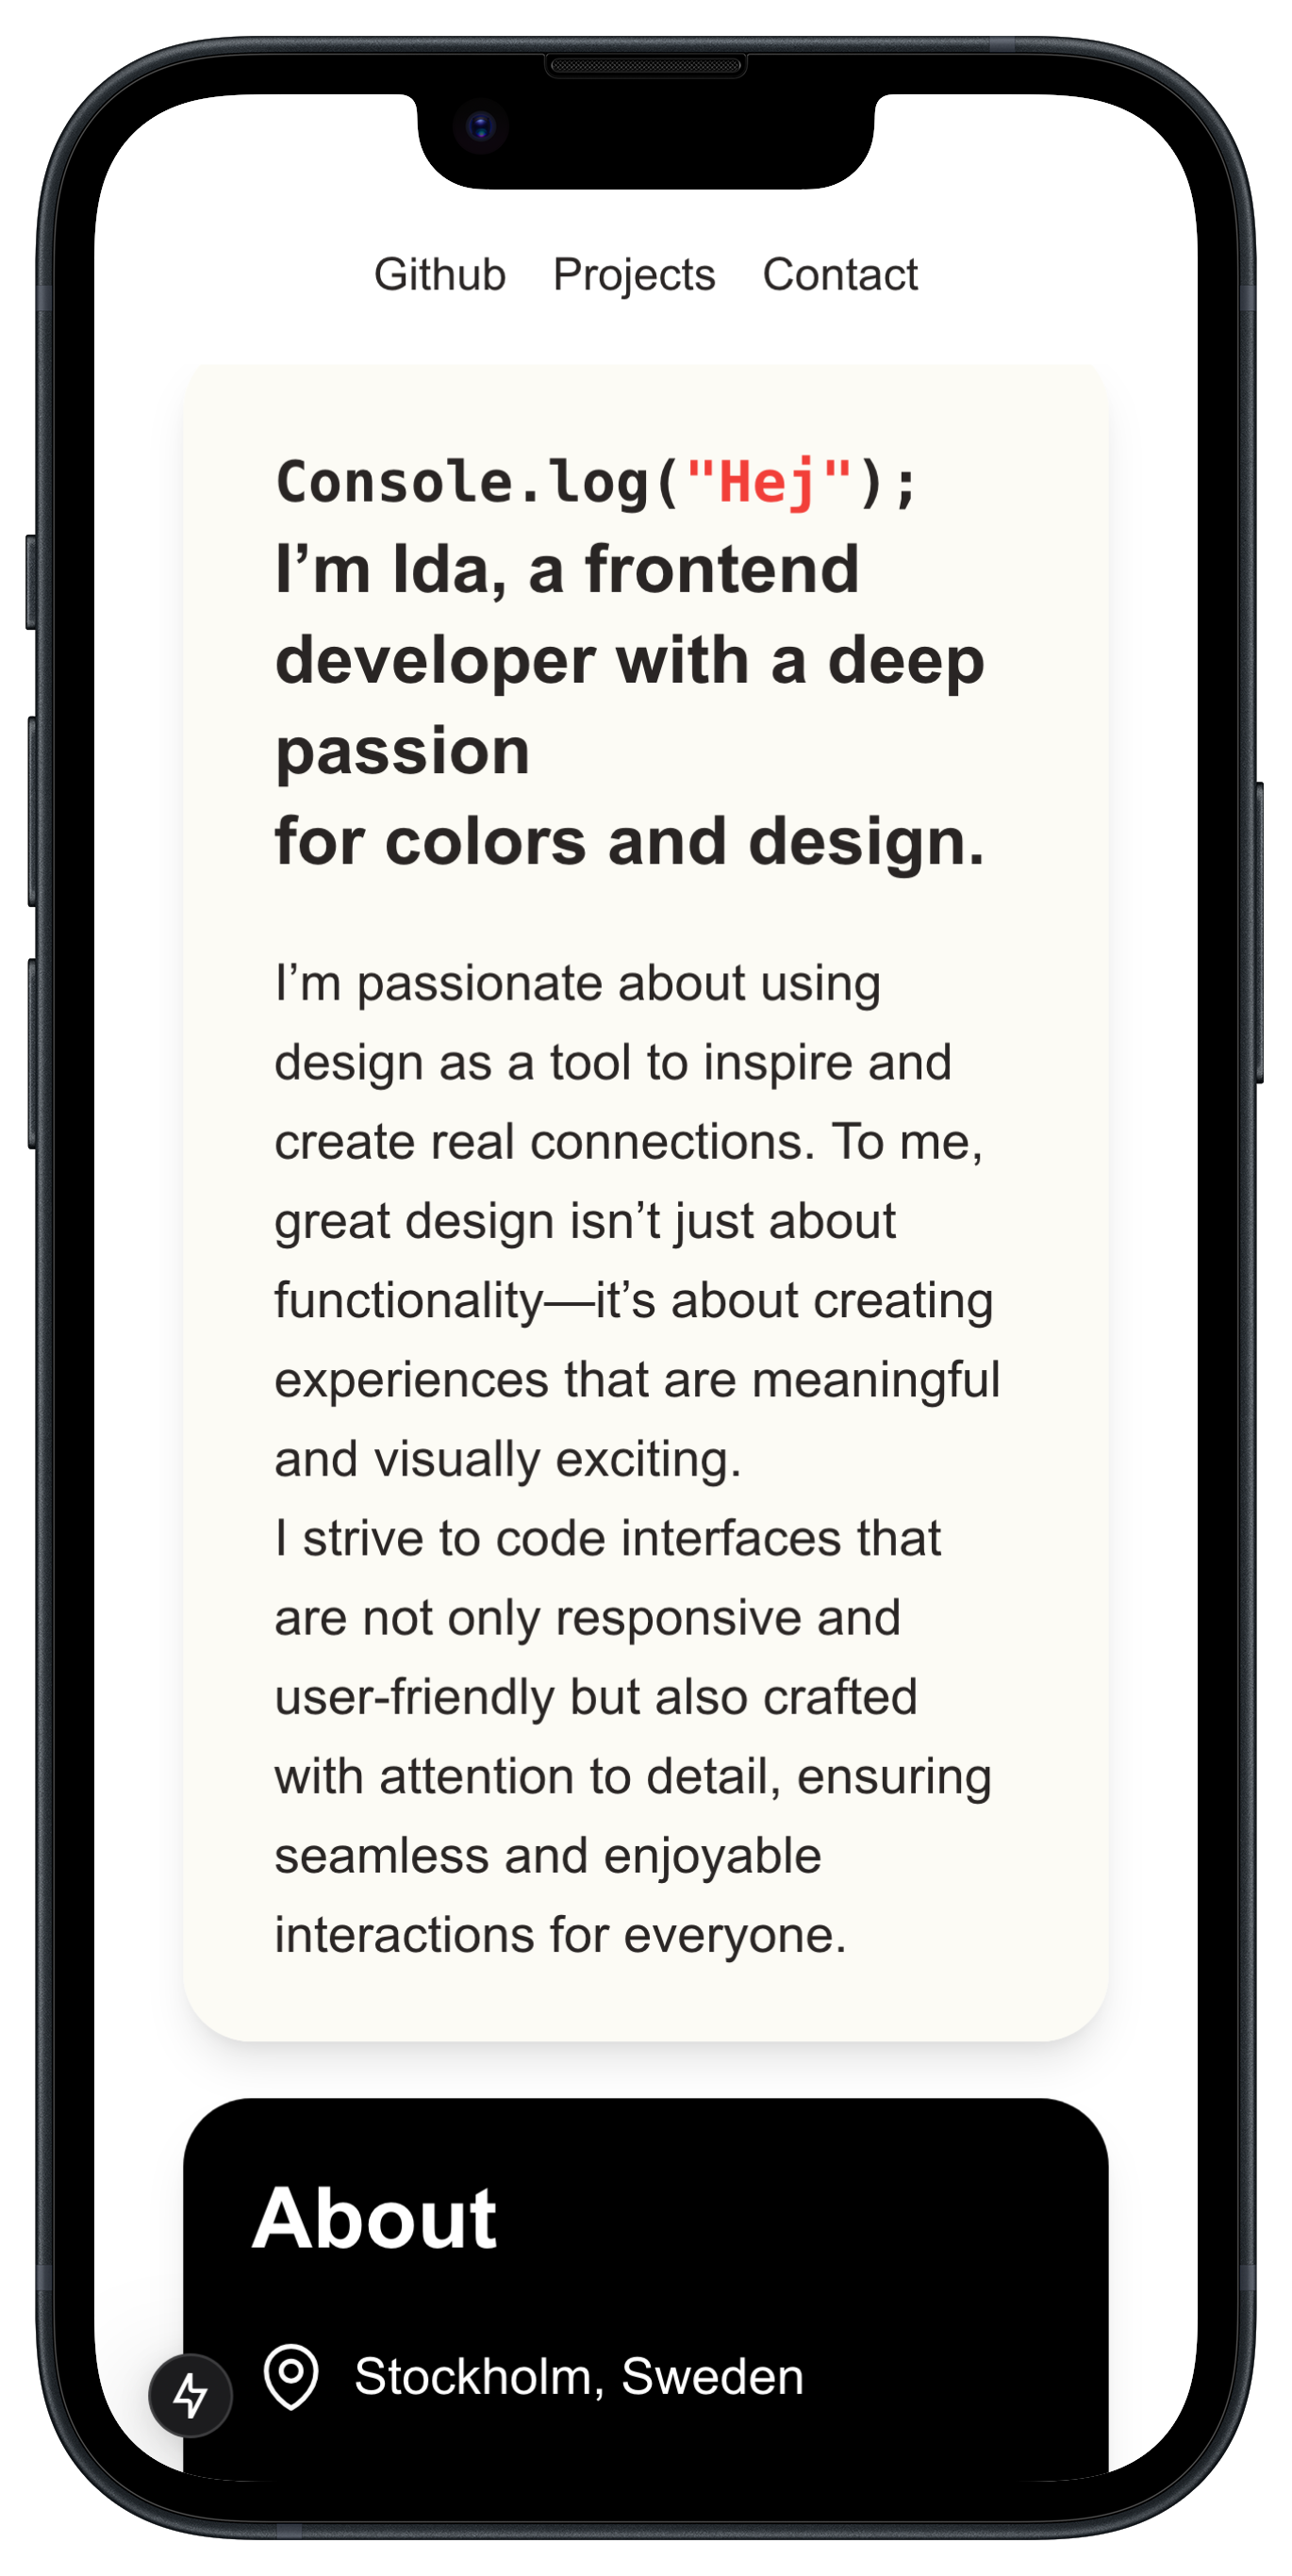 Github Projects Contact
Console.log("Hej");
I’m Ida, a frontend
developer with a deep
passion
for colors and design.
I’m passionate about using
design as a tool to inspire and
create real connections. To me,
great design isn’t just about
functionality—it’s about creating
experiences that are meaningful
and visually exciting.
I strive to code interfaces that
are not only responsive and
user-friendly but also crafted
with attention to detail, ensuring
seamless and enjoyable
interactions for everyone.
About
Stockholm, Sweden